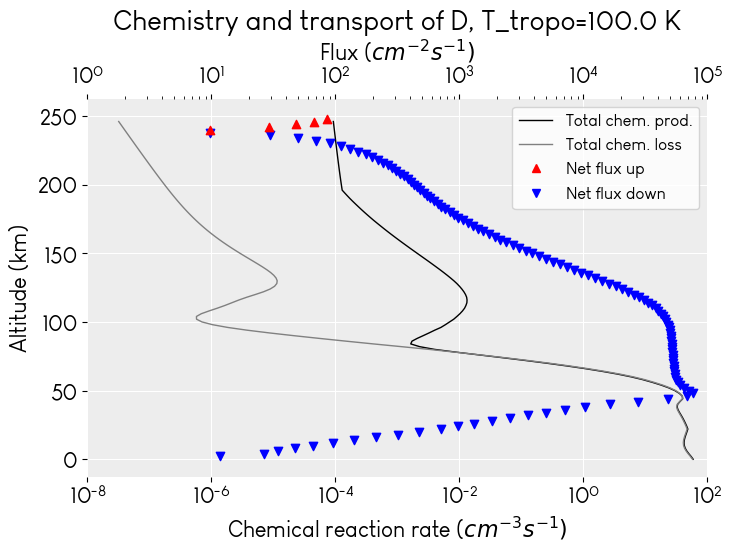 Chemistry and transport of D, T_tropo=100.0 K
Flux (cm⁻²s⁻¹)
10⁰ 10¹ 10² 10³ 10⁴ 10⁵
Total chem. prod.
Total chem. loss
Net flux up
Net flux down
Altitude (km)
250
200
150
100
50
0
10⁻⁸ 10⁻⁶ 10⁻⁴ 10⁻² 10⁰ 10²
Chemical reaction rate (cm⁻³s⁻¹)